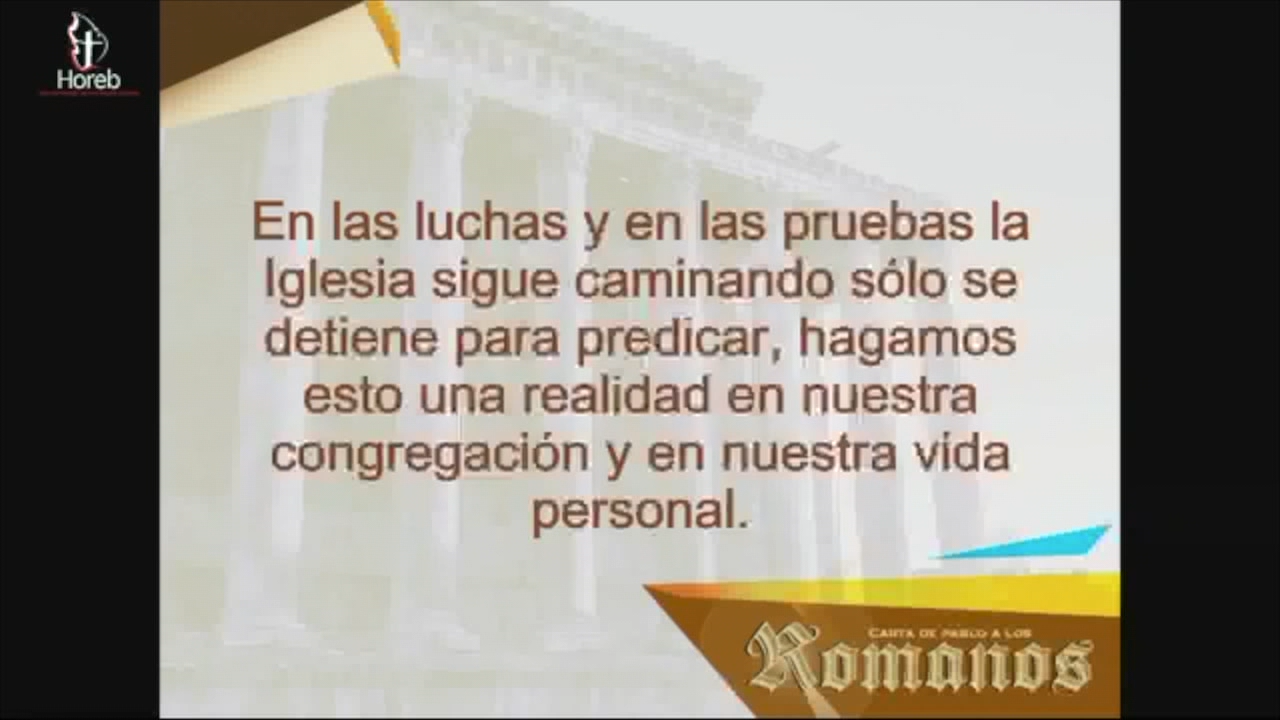 Horeb
En las luchas y en las pruebas la
Iglesia sigue caminando sólo se
detiene para predicar, hagamos
esto una realidad en nuestra
congregación y en nuestra vida
personal.
CARTA DE PABLO A LOS
Romanos